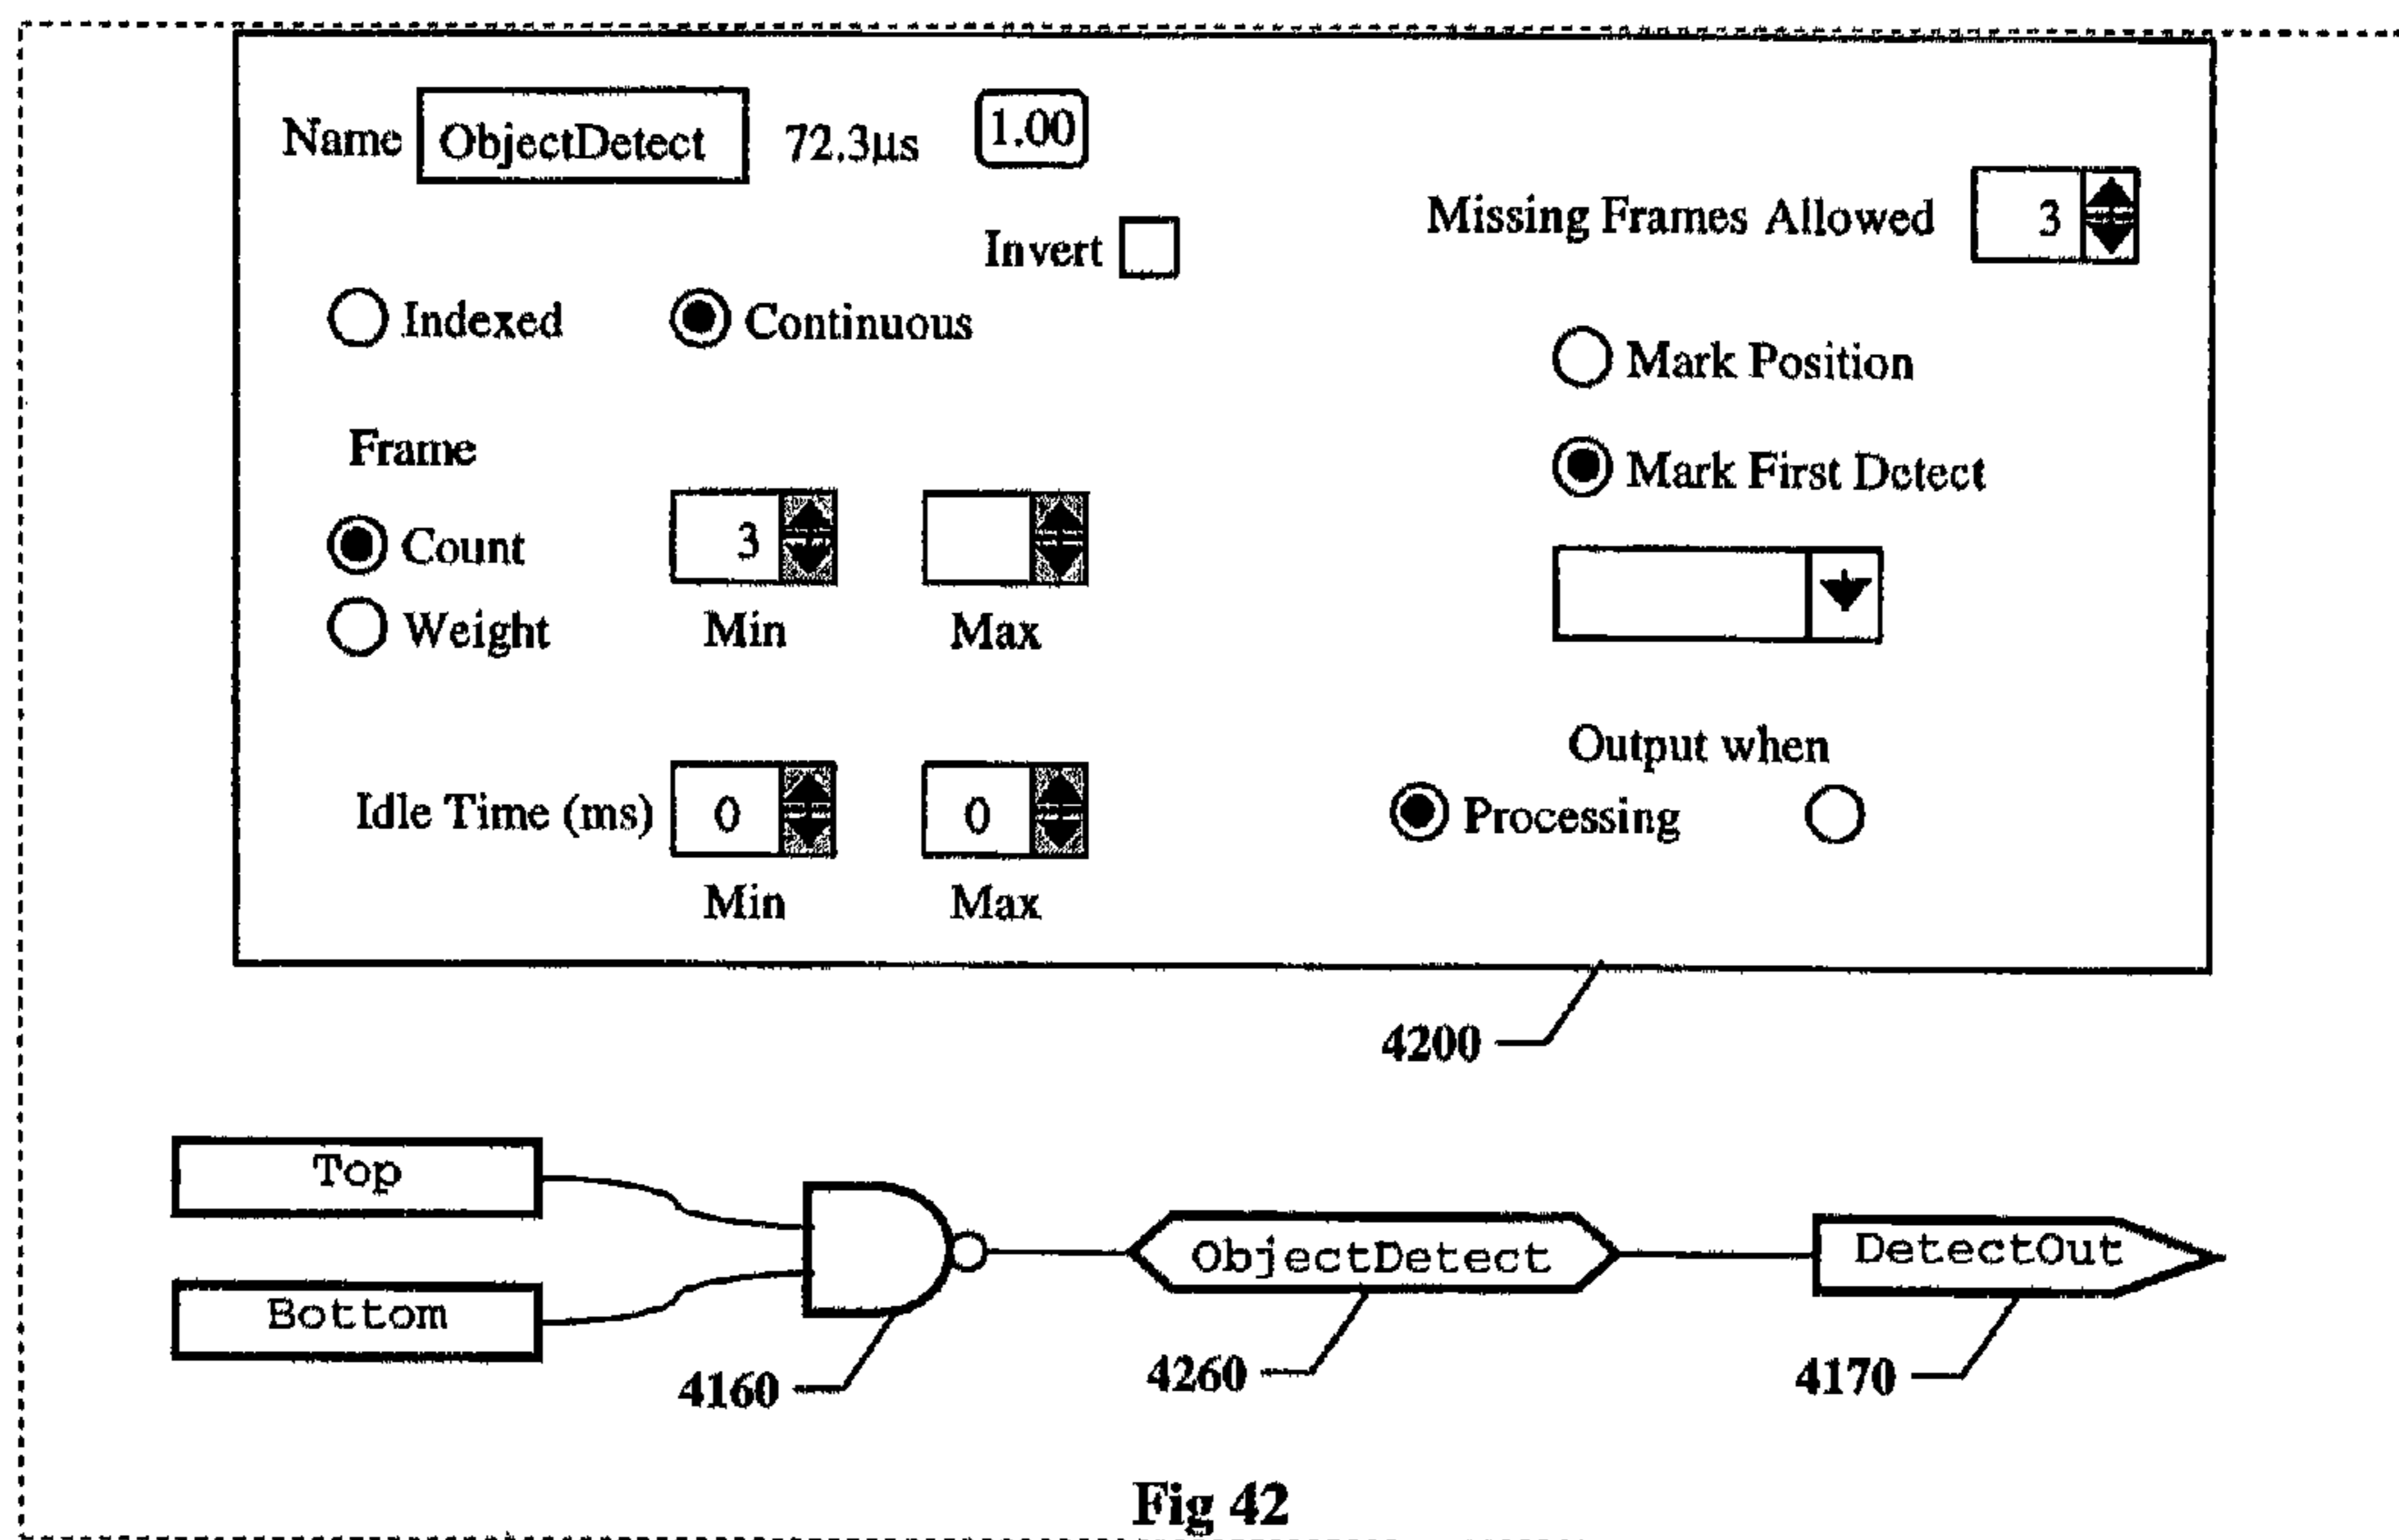 Name ObjectDetect 72.3µs 1.00
Invert
Missing Frames Allowed 3
Indexed Continuous
Mark Position
Frame
Mark First Detect
Count 3
Weight Min Max
Output when
Idle Time (ms) 0 0
Processing
Min Max
4200
Top
Bottom
ObjectDetect
DetectOut
4160
4260
4170
Fig 42